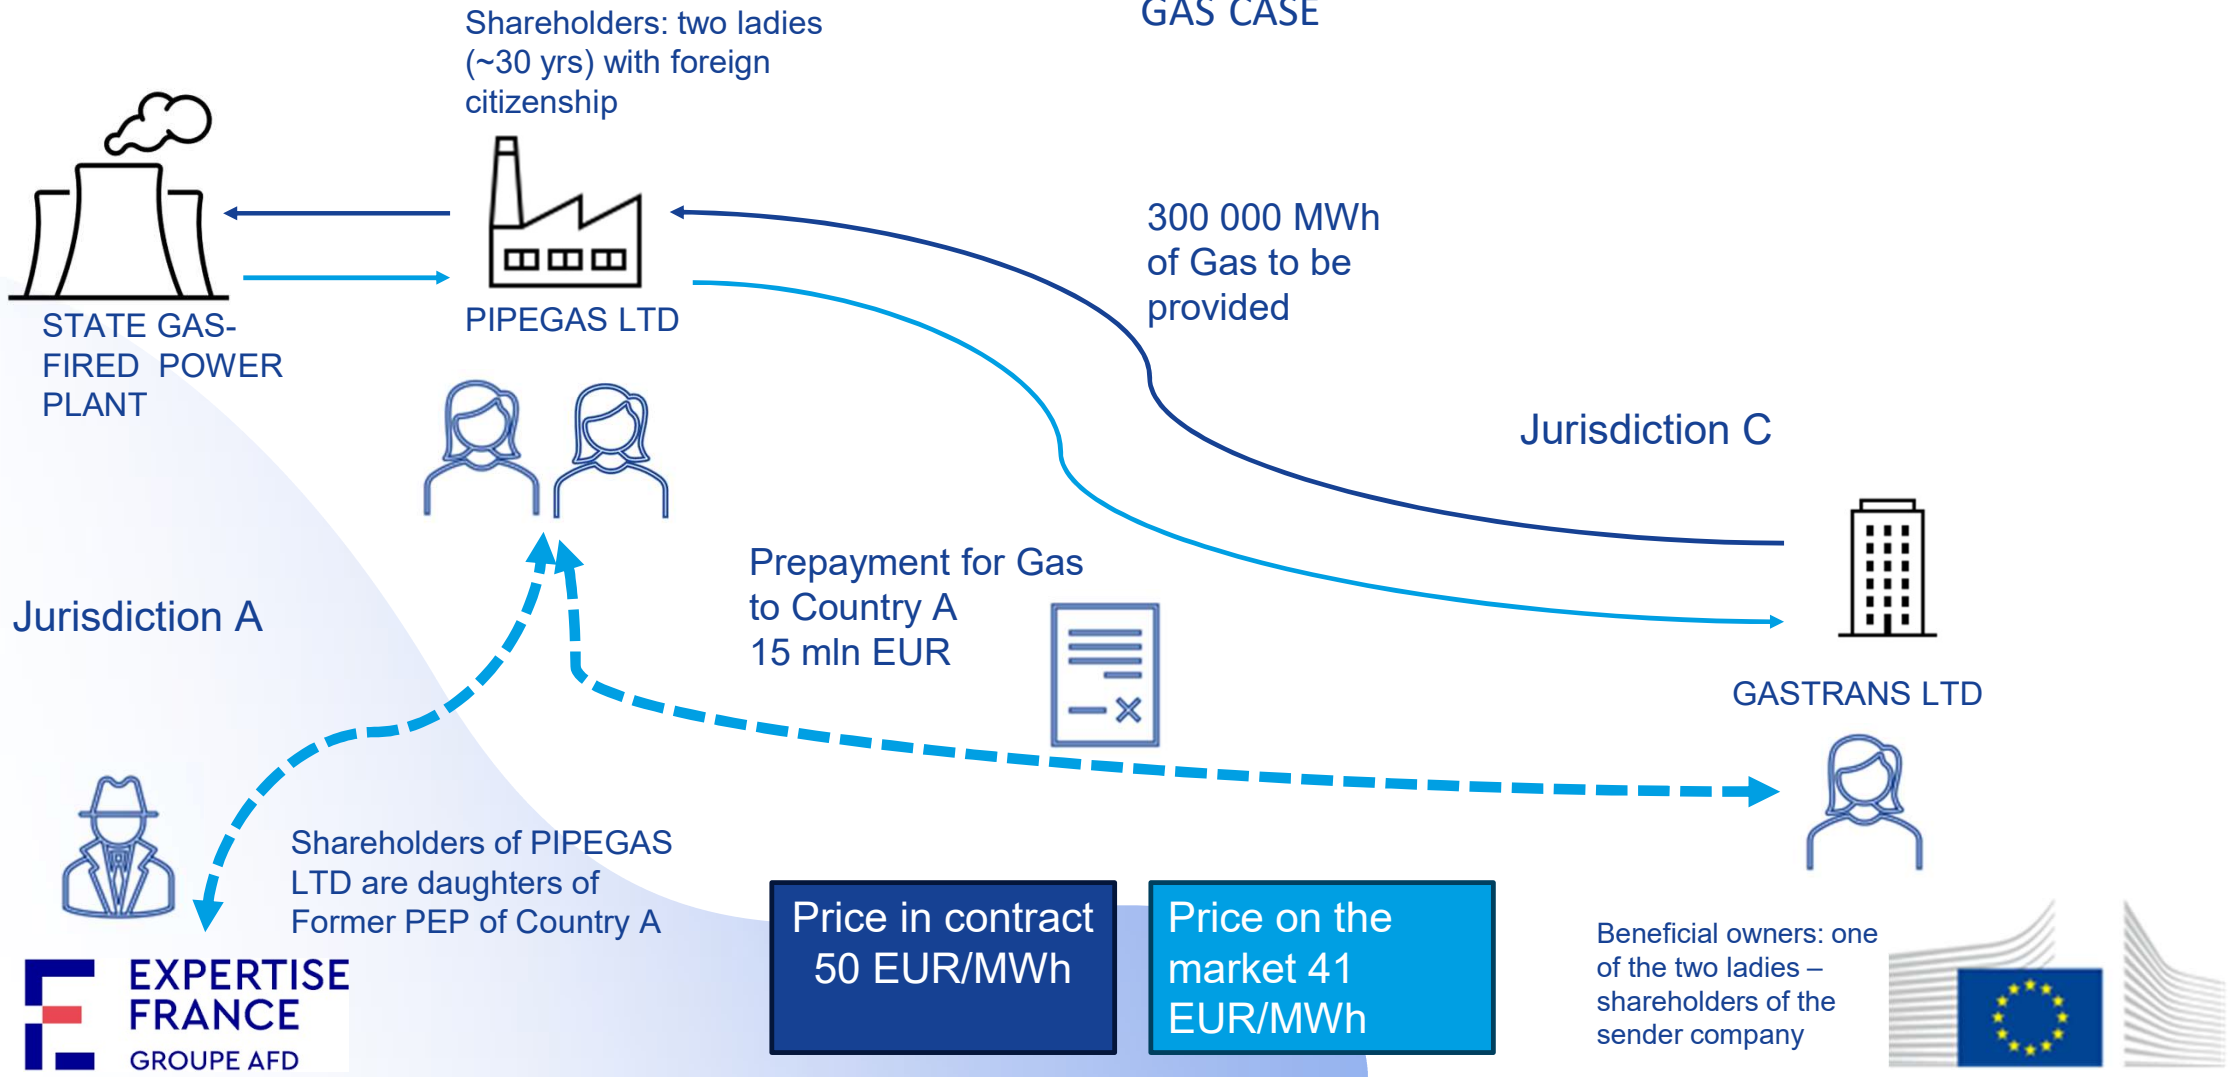 GAS CASE
Shareholders: two ladies
(~30 yrs) with foreign
citizenship
300 000 MWh
of Gas to be
provided
STATE GAS-
FIRED POWER
PLANT
PIPEGAS LTD
Jurisdiction C
Prepayment for Gas
to Country A
15 mln EUR
Jurisdiction A
GASTRANS LTD
Shareholders of PIPEGAS
LTD are daughters of
Former PEP of Country A
Price in contract
50 EUR/MWh
Price on the
market 41
EUR/MWh
Beneficial owners: one
of the two ladies –
shareholders of the
sender company
EXPERTISE
FRANCE
GROUPE AFD